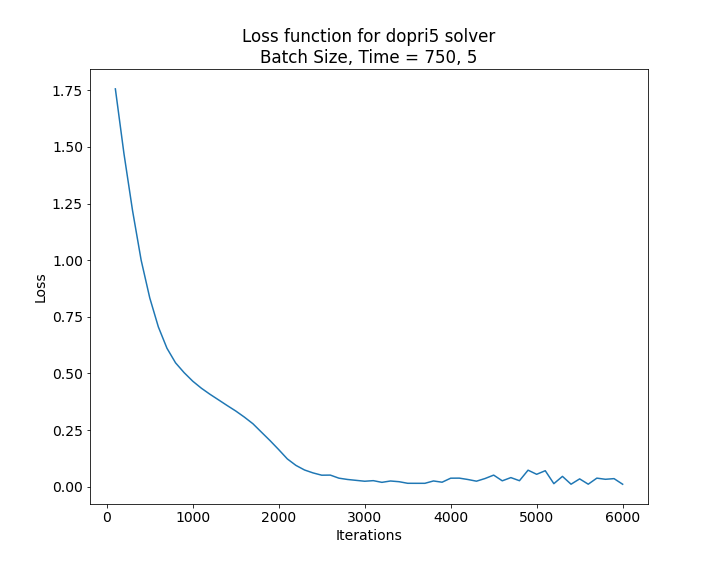 Loss function for dopri5 solver
Batch Size, Time = 750, 5
1.75
1.50
1.25
1.00
0.75
0.50
0.25
0.00
Loss
0 1000 2000 3000 4000 5000 6000
Iterations